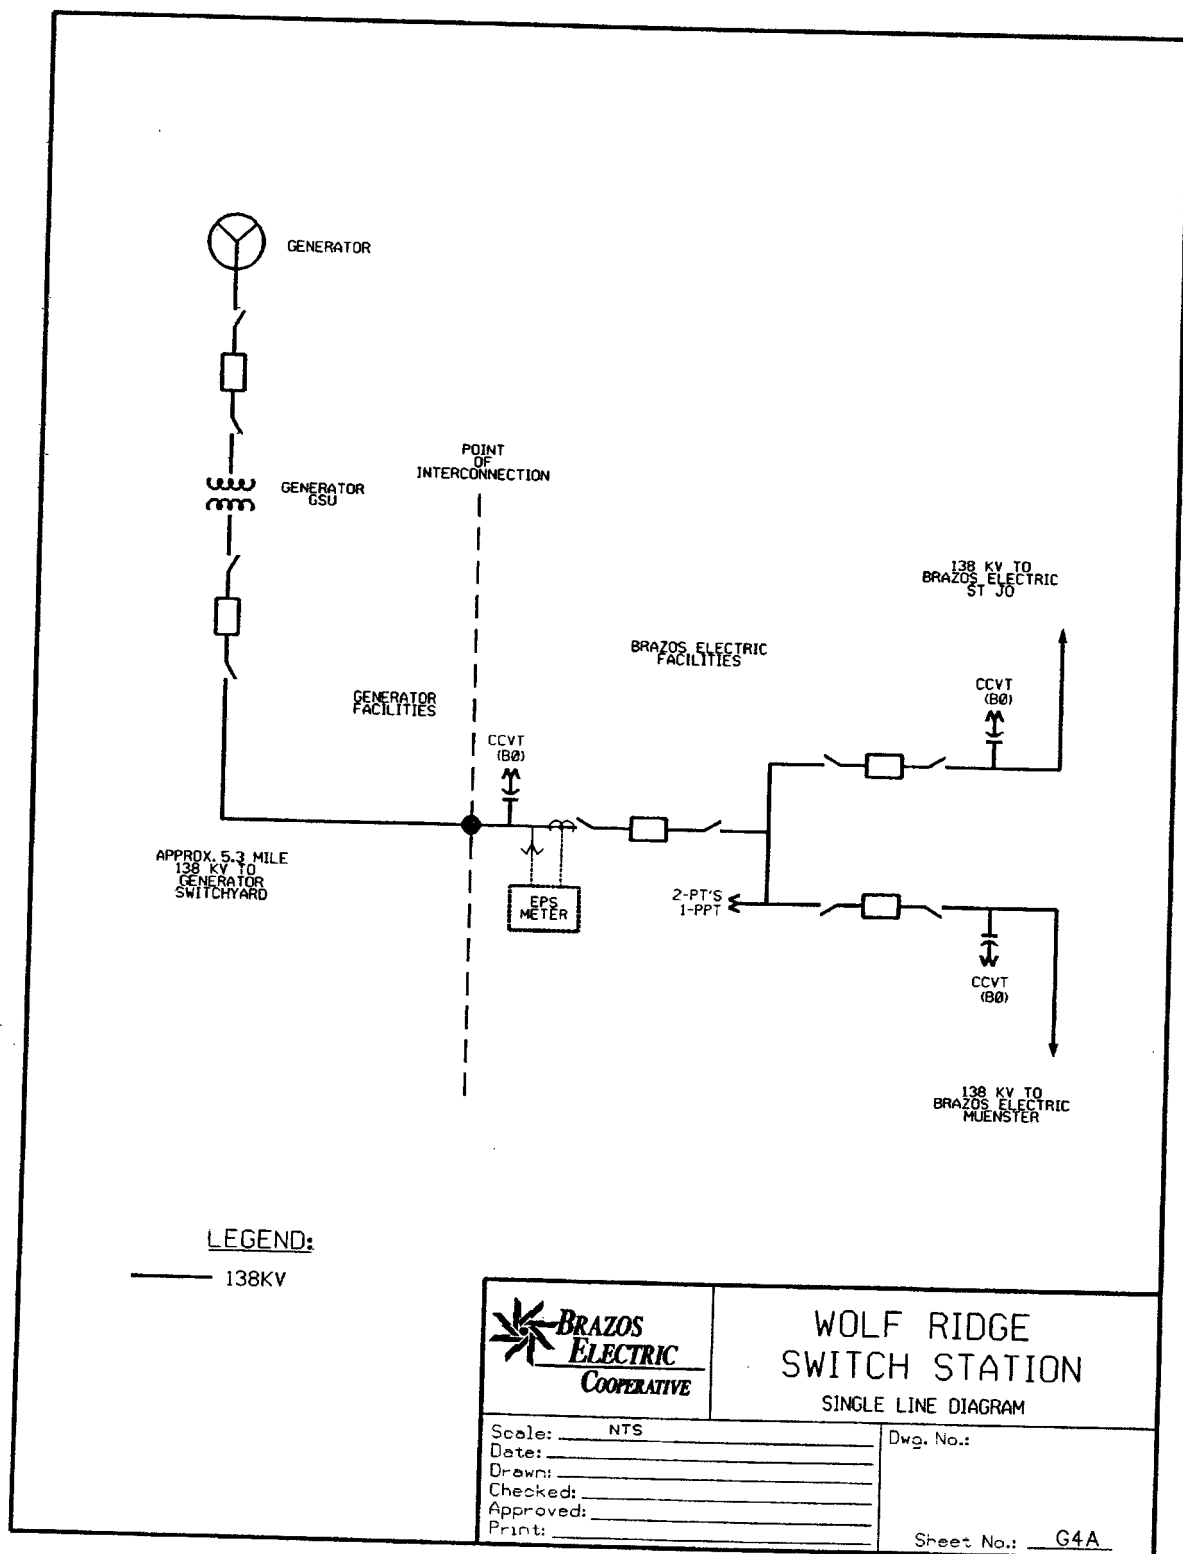 GENERATOR
GENERATOR
GSU
POINT
OF
INTERCONNECTION
138 KV TO
BRAZOS ELECTRIC
ST JO
BRAZOS ELECTRIC
FACILITIES
GENERATOR
FACILITIES
CCVT
(BØ)
CCVT
(BØ)
APPROX. 5.3 MILE
138 KV TO
GENERATOR
SWITCHYARD
EPS
METER
2-PT'S
1-PPT
CCVT
(BØ)
138 KV TO
BRAZOS ELECTRIC
MUENSTER
LEGEND:
138KV
BRAZOS
ELECTRIC
COOPERATIVE
WOLF RIDGE
SWITCH STATION
SINGLE LINE DIAGRAM
Scale: NTS
Date:
Drawn:
Checked:
Approved:
Print:
Dwg. No.:
Sheet No.: G4A